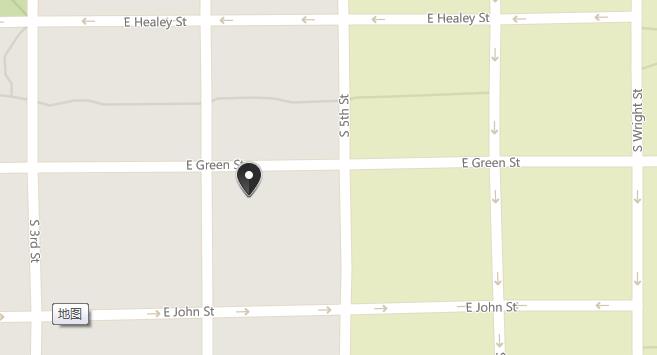 E Healey St
E Healey St
S 5th St
S Wright St
E Green St
E Green St
S 3rd St
地图
E John St
E John St